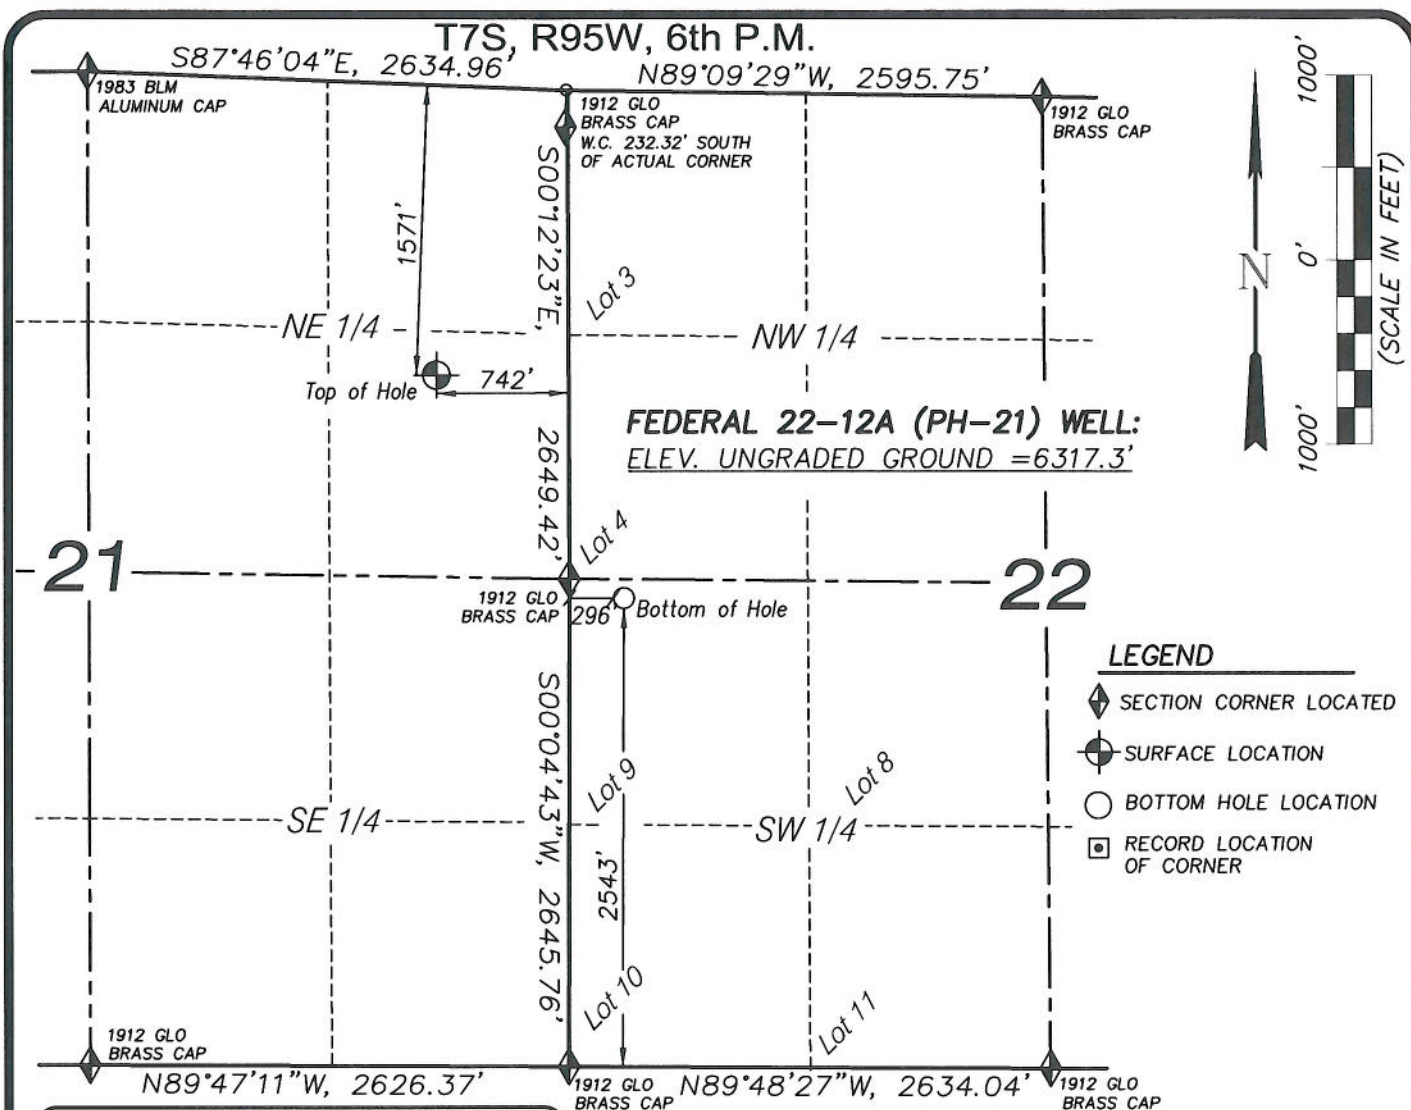 T7S, R95W, 6th P.M.
S87°46'04"E, 2634.96'
N89°09'29"W, 2595.75'
1983 BLM
ALUMINUM CAP
1912 GLO
BRASS CAP
W.C. 232.32' SOUTH
OF ACTUAL CORNER
1912 GLO
BRASS CAP
1000'
0'
1000'
(SCALE IN FEET)
N
1571'
S00°12'23"E, 2649.42'
Lot 3
NE 1/4
NW 1/4
Top of Hole
742'
FEDERAL 22-12A (PH-21) WELL:
ELEV. UNGRADED GROUND =6317.3'
Lot 4
21
22
1912 GLO
BRASS CAP
296'
Bottom of Hole
LEGEND
SECTION CORNER LOCATED
SURFACE LOCATION
BOTTOM HOLE LOCATION
RECORD LOCATION
OF CORNER
S00°04'43"W, 2645.76'
Lot 9
Lot 8
SE 1/4
SW 1/4
2543'
Lot 10
Lot 11
1912 GLO
BRASS CAP
N89°47'11"W, 2626.37'
1912 GLO
BRASS CAP
N89°48'27"W, 2634.04'
1912 GLO
BRASS CAP